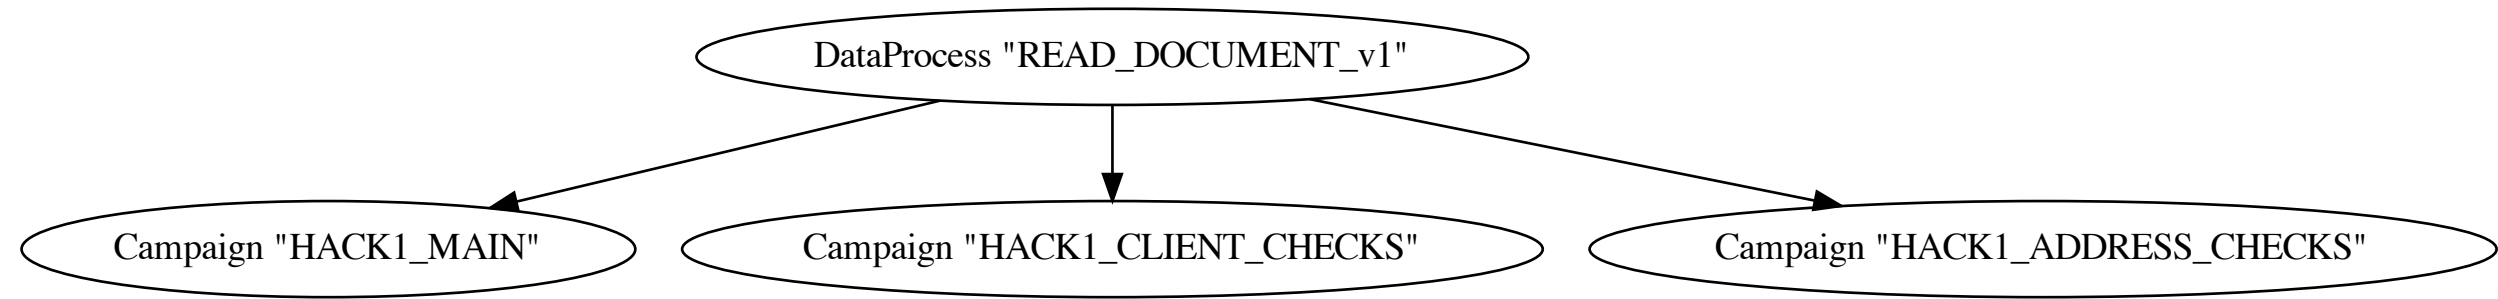 DataProcess "READ_DOCUMENT_v1"
Campaign "HACK1_MAIN"
Campaign "HACK1_CLIENT_CHECKS"
Campaign "HACK1_ADDRESS_CHECKS"